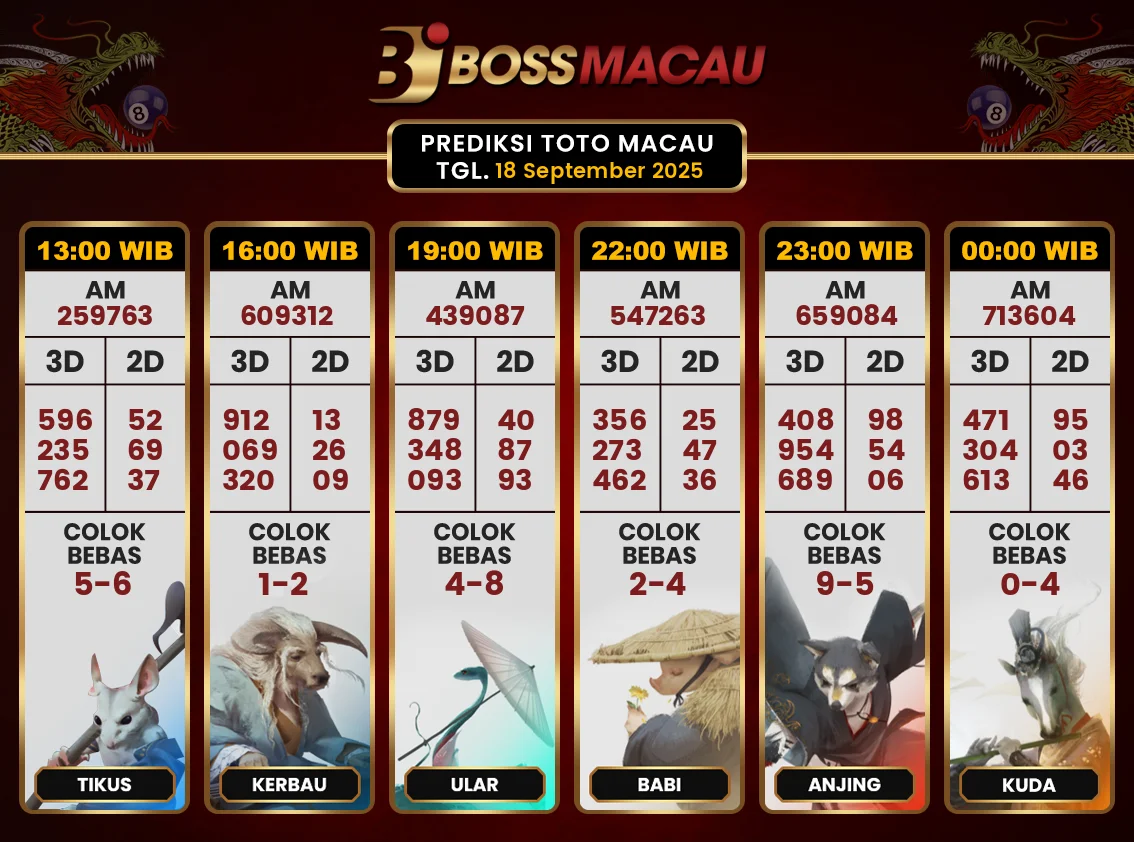 BJ BOSSMACAU
8
8
PREDIKSI TOTO MACAU
TGL. 18 September 2025
13:00 WIB
AM
259763
3D 2D
596 52
235 69
762 37
COLOK
BEBAS
5-6
TIKUS
16:00 WIB
AM
609312
3D 2D
912 13
069 26
320 09
COLOK
BEBAS
1-2
KERBAU
19:00 WIB
AM
439087
3D 2D
879 40
348 87
093 93
COLOK
BEBAS
4-8
ULAR
22:00 WIB
AM
547263
3D 2D
356 25
273 47
462 36
COLOK
BEBAS
2-4
BABI
23:00 WIB
AM
659084
3D 2D
408 98
954 54
689 06
COLOK
BEBAS
9-5
ANJING
00:00 WIB
AM
713604
3D 2D
471 95
304 03
613 46
COLOK
BEBAS
0-4
KUDA